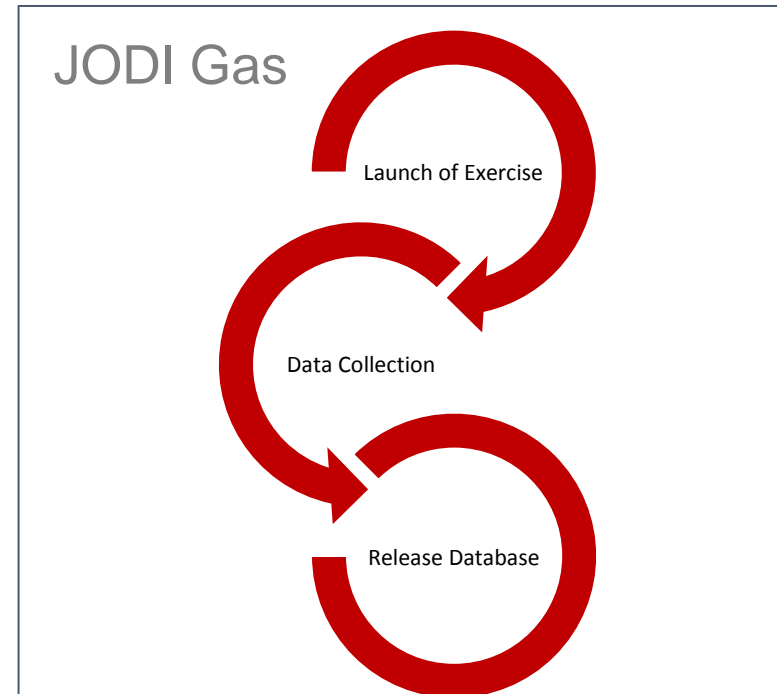 JODI Gas
Launch of Exercise
Data Collection
Release Database